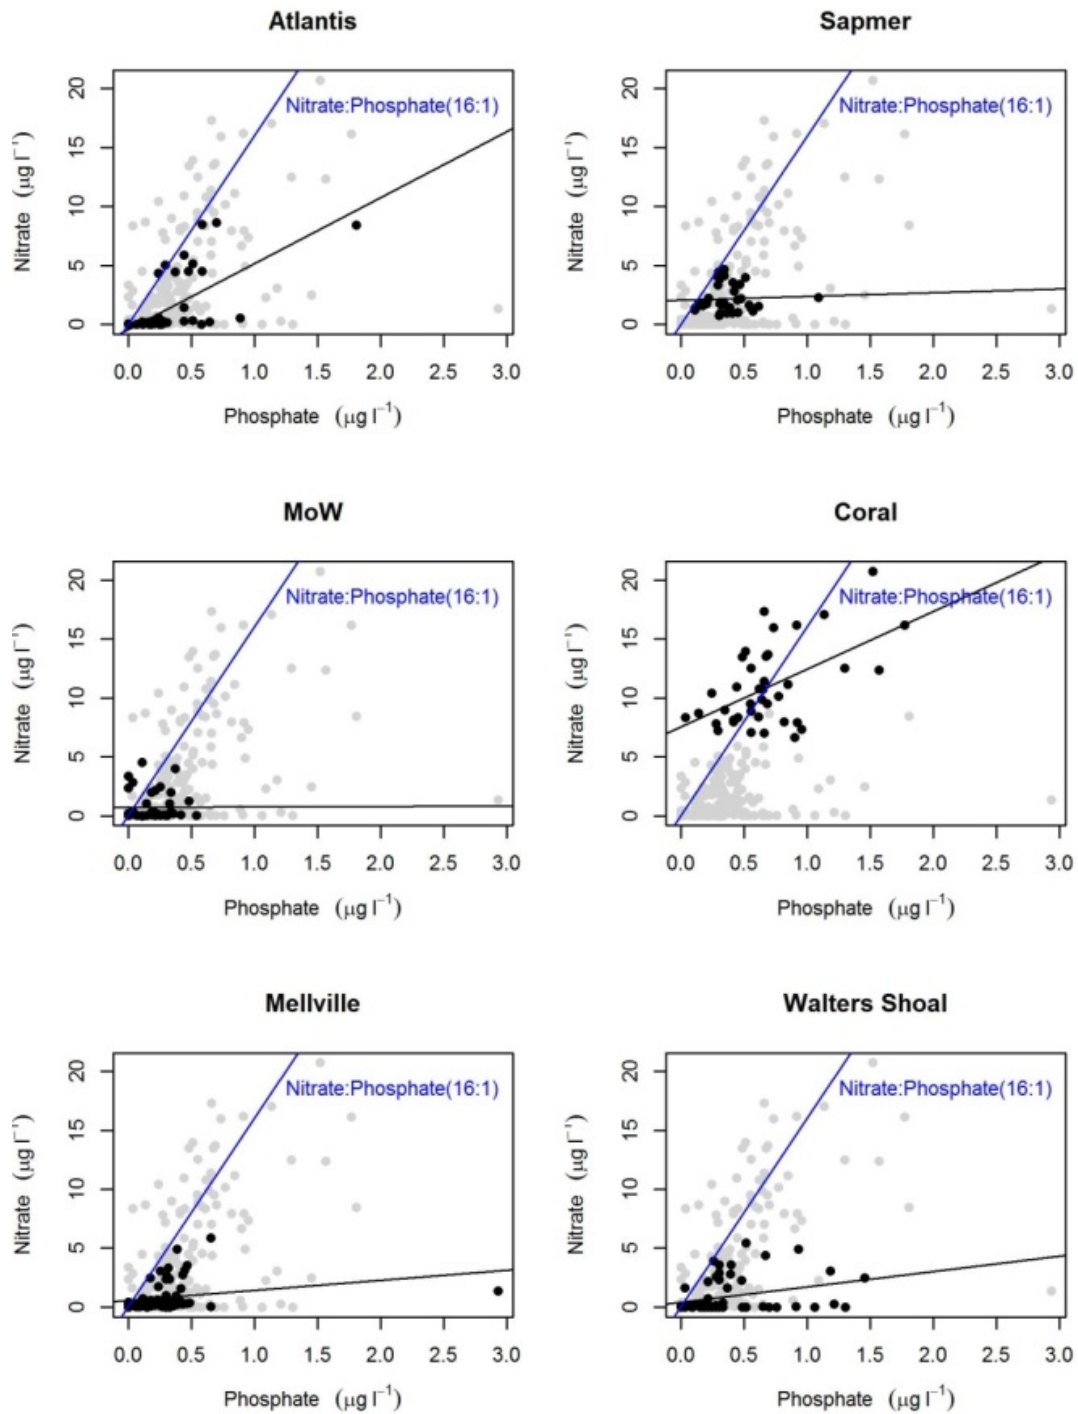 Atlantis
Nitrate:Phosphate(16:1)
Nitrate (µg l⁻¹)
20
15
10
5
0
0.0 0.5 1.0 1.5 2.0 2.5 3.0
Phosphate (µg l⁻¹)
Sapmer
Nitrate:Phosphate(16:1)
Nitrate (µg l⁻¹)
20
15
10
5
0
0.0 0.5 1.0 1.5 2.0 2.5 3.0
Phosphate (µg l⁻¹)
MoW
Nitrate:Phosphate(16:1)
Nitrate (µg l⁻¹)
20
15
10
5
0
0.0 0.5 1.0 1.5 2.0 2.5 3.0
Phosphate (µg l⁻¹)
Coral
Nitrate:Phosphate(16:1)
Nitrate (µg l⁻¹)
20
15
10
5
0
0.0 0.5 1.0 1.5 2.0 2.5 3.0
Phosphate (µg l⁻¹)
Mellville
Nitrate:Phosphate(16:1)
Nitrate (µg l⁻¹)
20
15
10
5
0
0.0 0.5 1.0 1.5 2.0 2.5 3.0
Phosphate (µg l⁻¹)
Walters Shoal
Nitrate:Phosphate(16:1)
Nitrate (µg l⁻¹)
20
15
10
5
0
0.0 0.5 1.0 1.5 2.0 2.5 3.0
Phosphate (µg l⁻¹)